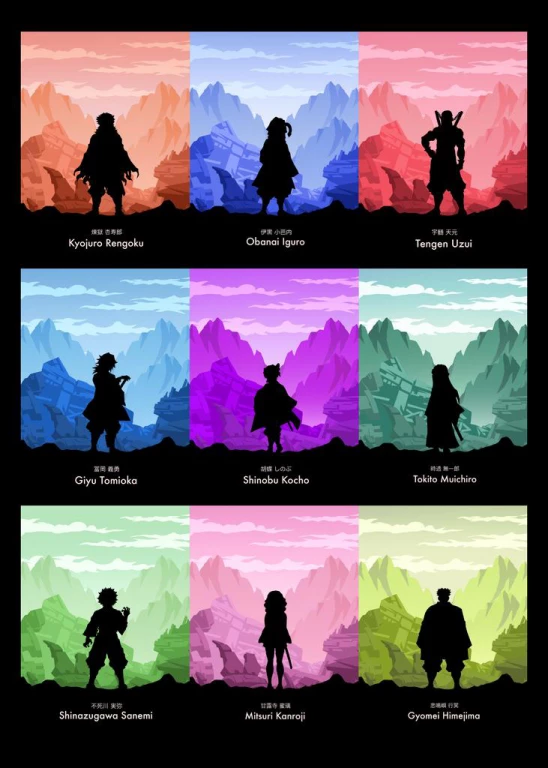 煉獄 杏寿郎
Kyojuro Rengoku
伊黒 小芭内
Obanai Iguro
宇髄 天元
Tengen Uzui
冨岡 義勇
Giyu Tomioka
胡蝶 しのぶ
Shinobu Kocho
時透 無一郎
Tokito Muichiro
不死川 実弥
Shinazugawa Sanemi
甘露寺 蜜璃
Mitsuri Kanroji
悲鳴嶼 行冥
Gyomei Himejima